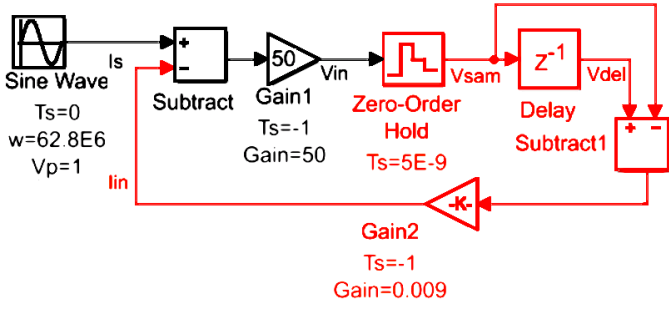 +
−
Is
50
Vin
Vsam
Z-1
Vdel
Sine Wave
Ts=0
w=62.8E6
Vp=1
Subtract
Gain1
Ts=-1
Gain=50
Zero-Order
Hold
Ts=5E-9
Delay
Subtract1
+ −
Iin
-K-
Gain2
Ts=-1
Gain=0.009